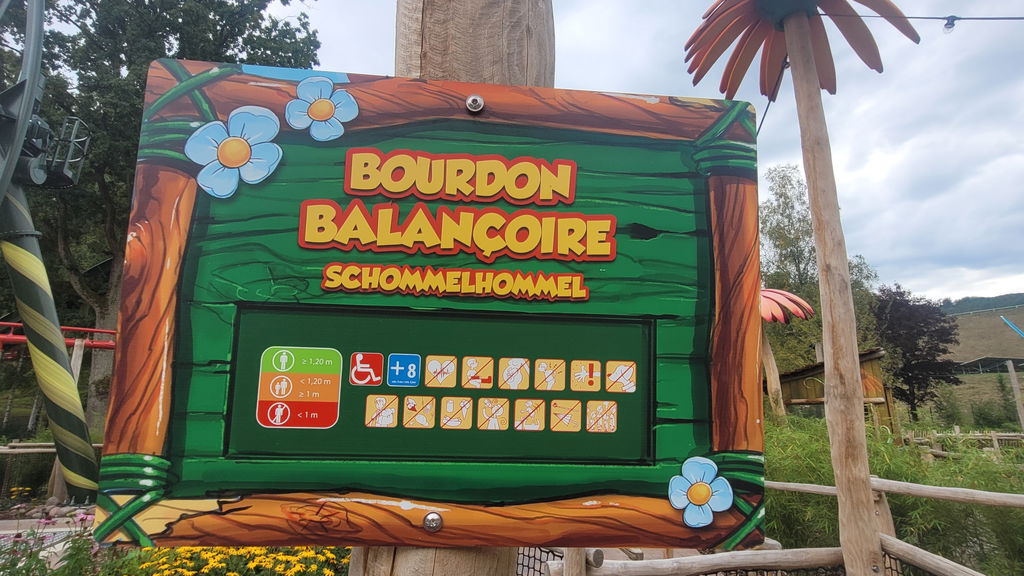 BOURDON
BALANÇOIRE
SCHOMMELHOMMEL
≥ 1,20 m
< 1,20 m
≥ 1 m
< 1 m
+8